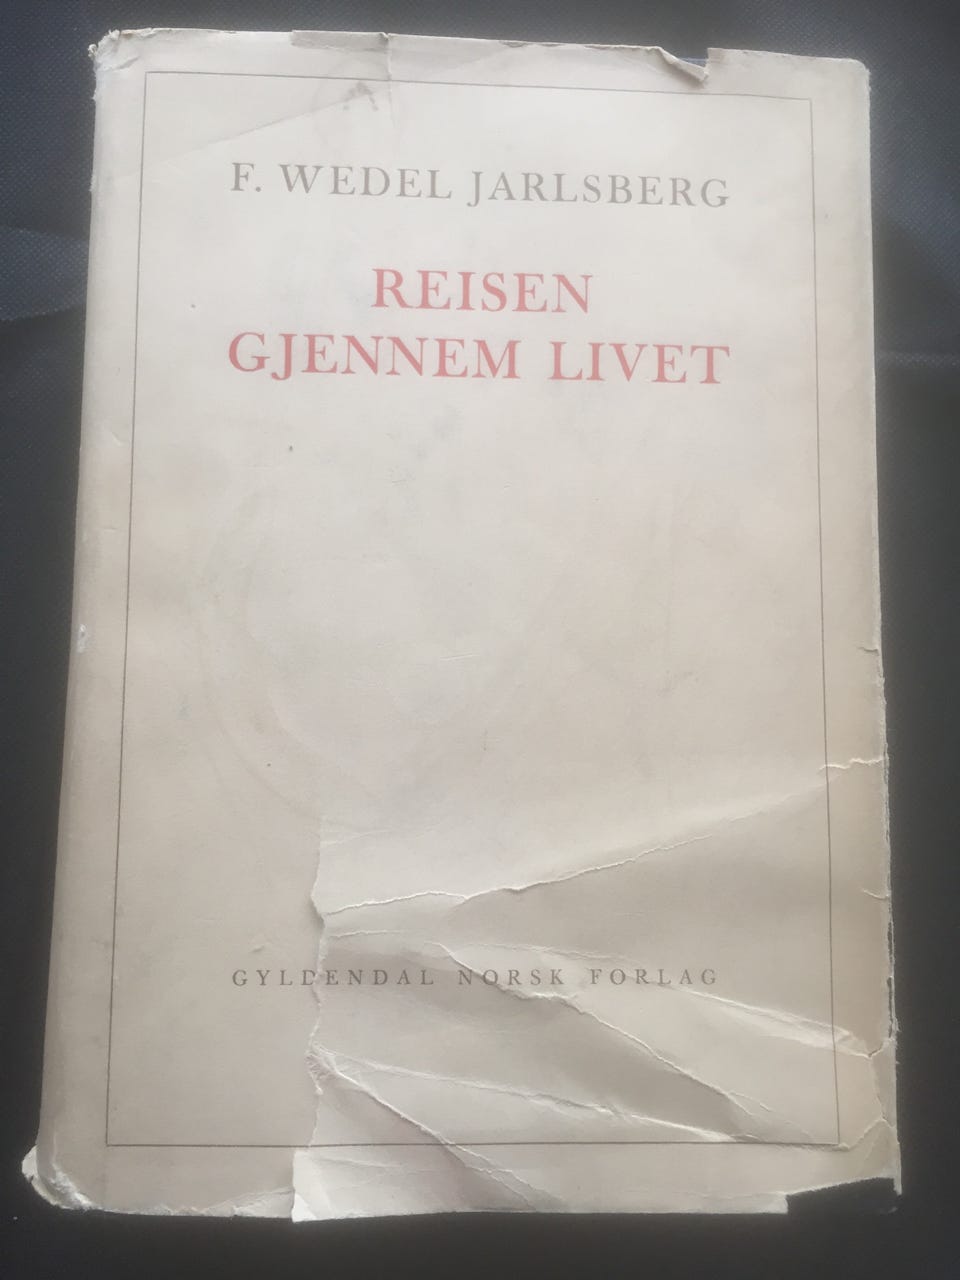 F. WEDEL JARLSBERG
REISEN
GJENNEM LIVET
GYLDENDAL NORSK FORLAG